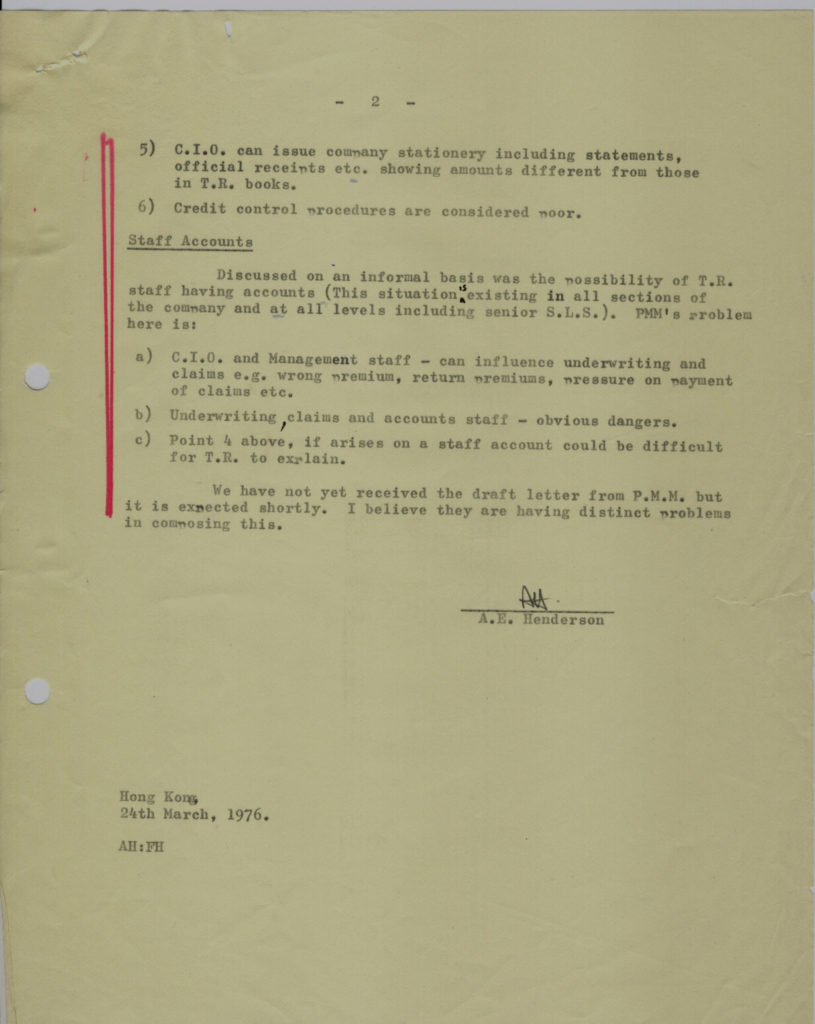 - 2 -
5) C.I.O. can issue company stationery including statements,
official receipts etc. showing amounts different from those
in T.R. books.
6) Credit control procedures are considered poor.
Staff Accounts
Discussed on an informal basis was the possibility of T.R.
staff having accounts (This situation is existing in all sections of
the company and at all levels including senior S.L.S.). PMM's problem
here is:
a) C.I.O. and Management staff - can influence underwriting and
claims e.g. wrong premium, return premiums, pressure on payment
of claims etc.
b) Underwriting, claims and accounts staff - obvious dangers.
c) Point 4 above, if arises on a staff account could be difficult
for T.R. to explain.
We have not yet received the draft letter from P.M.M. but
it is expected shortly. I believe they are having distinct problems
in composing this.
AH.
A.E. Henderson
Hong Kong,
24th March, 1976.
AH:FH